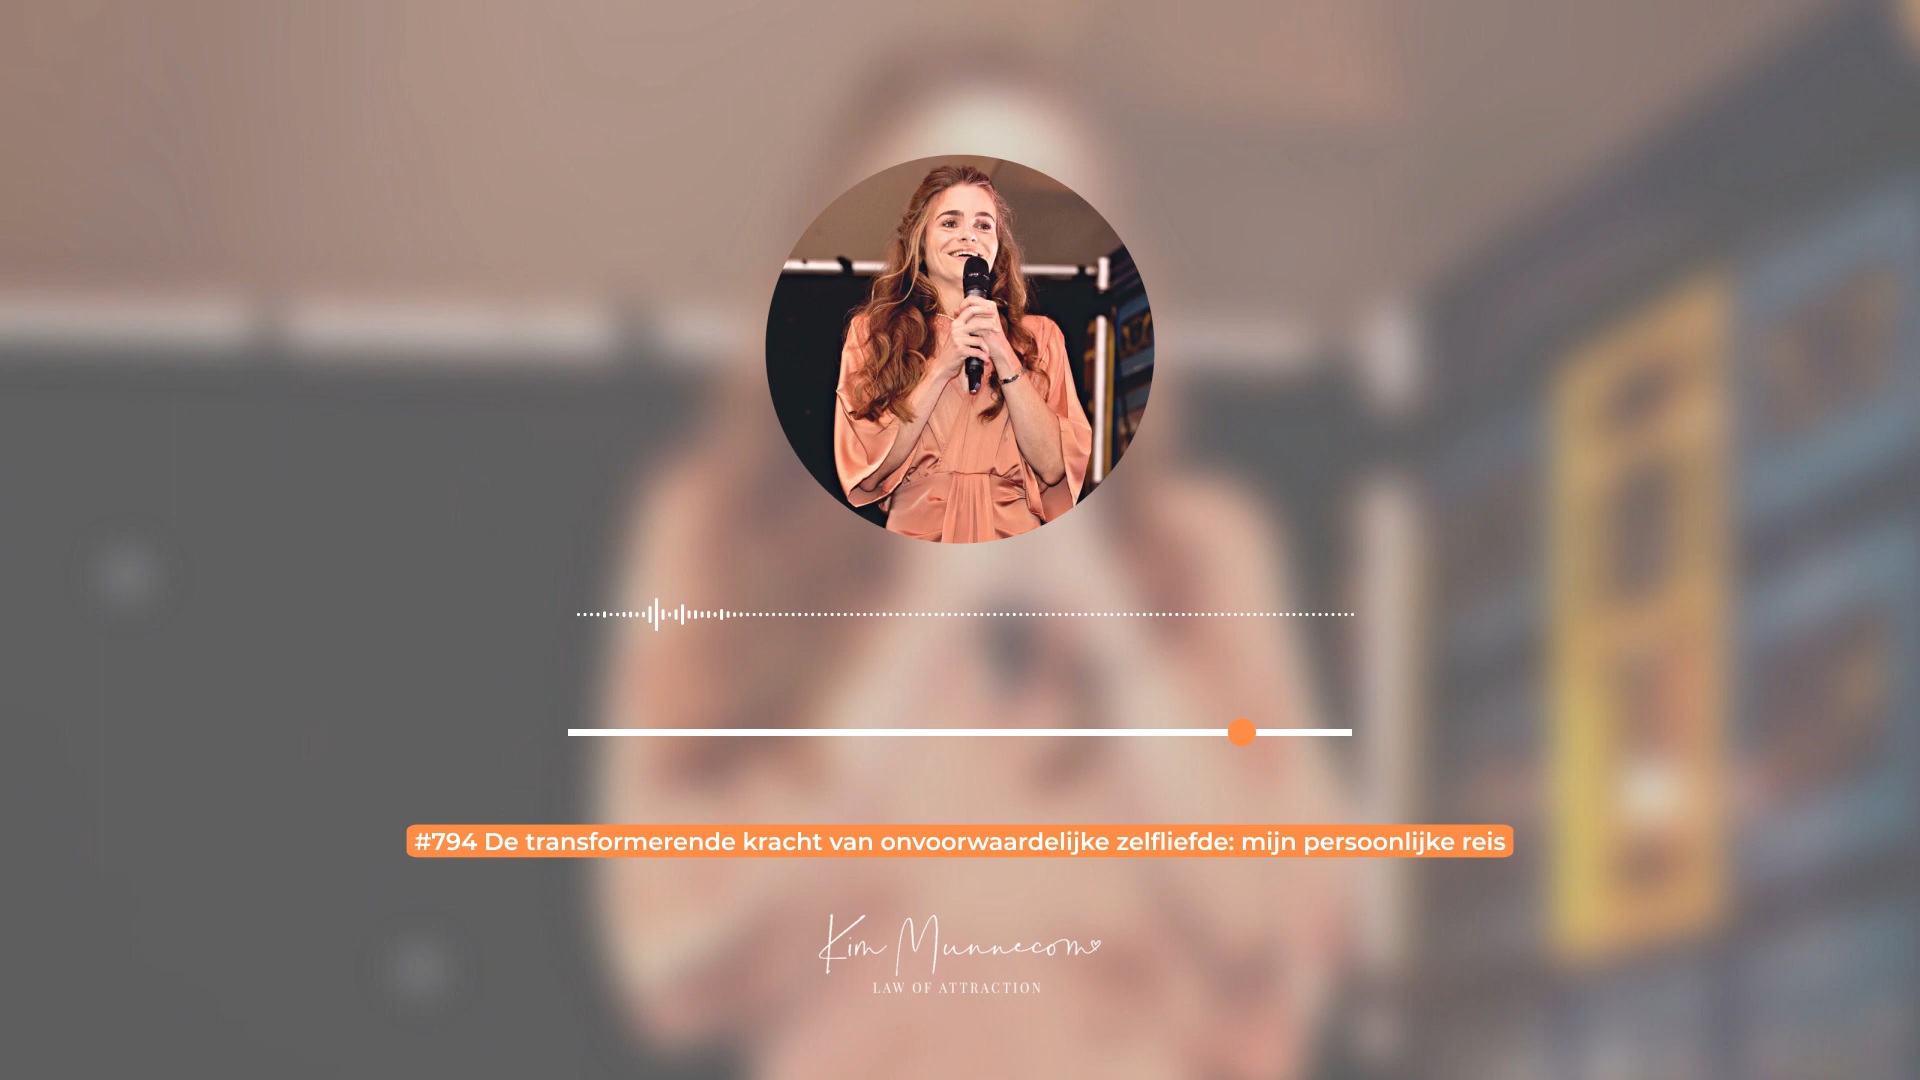 #794 De transformerende kracht van onvoorwaardelijke zelfliefde: mijn persoonlijke reis
Kim Munnecom
LAW OF ATTRACTION